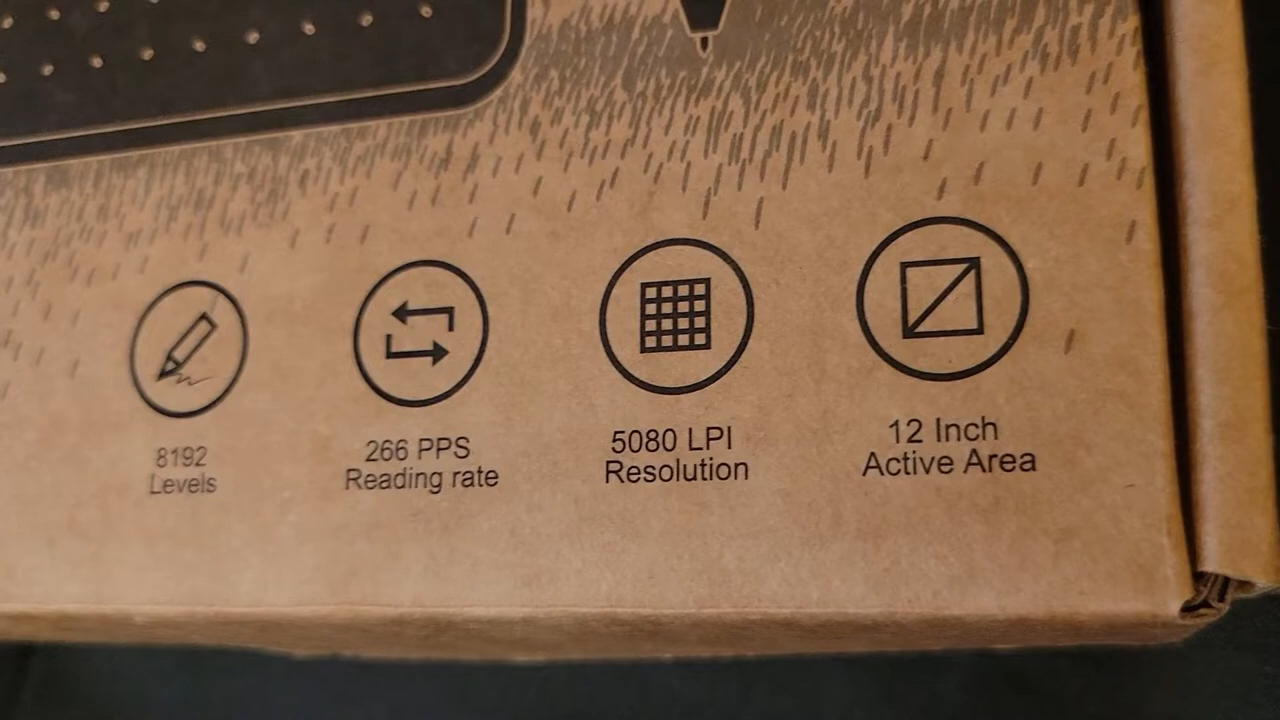 8192
Levels
266 PPS
Reading rate
5080 LPI
Resolution
12 Inch
Active Area